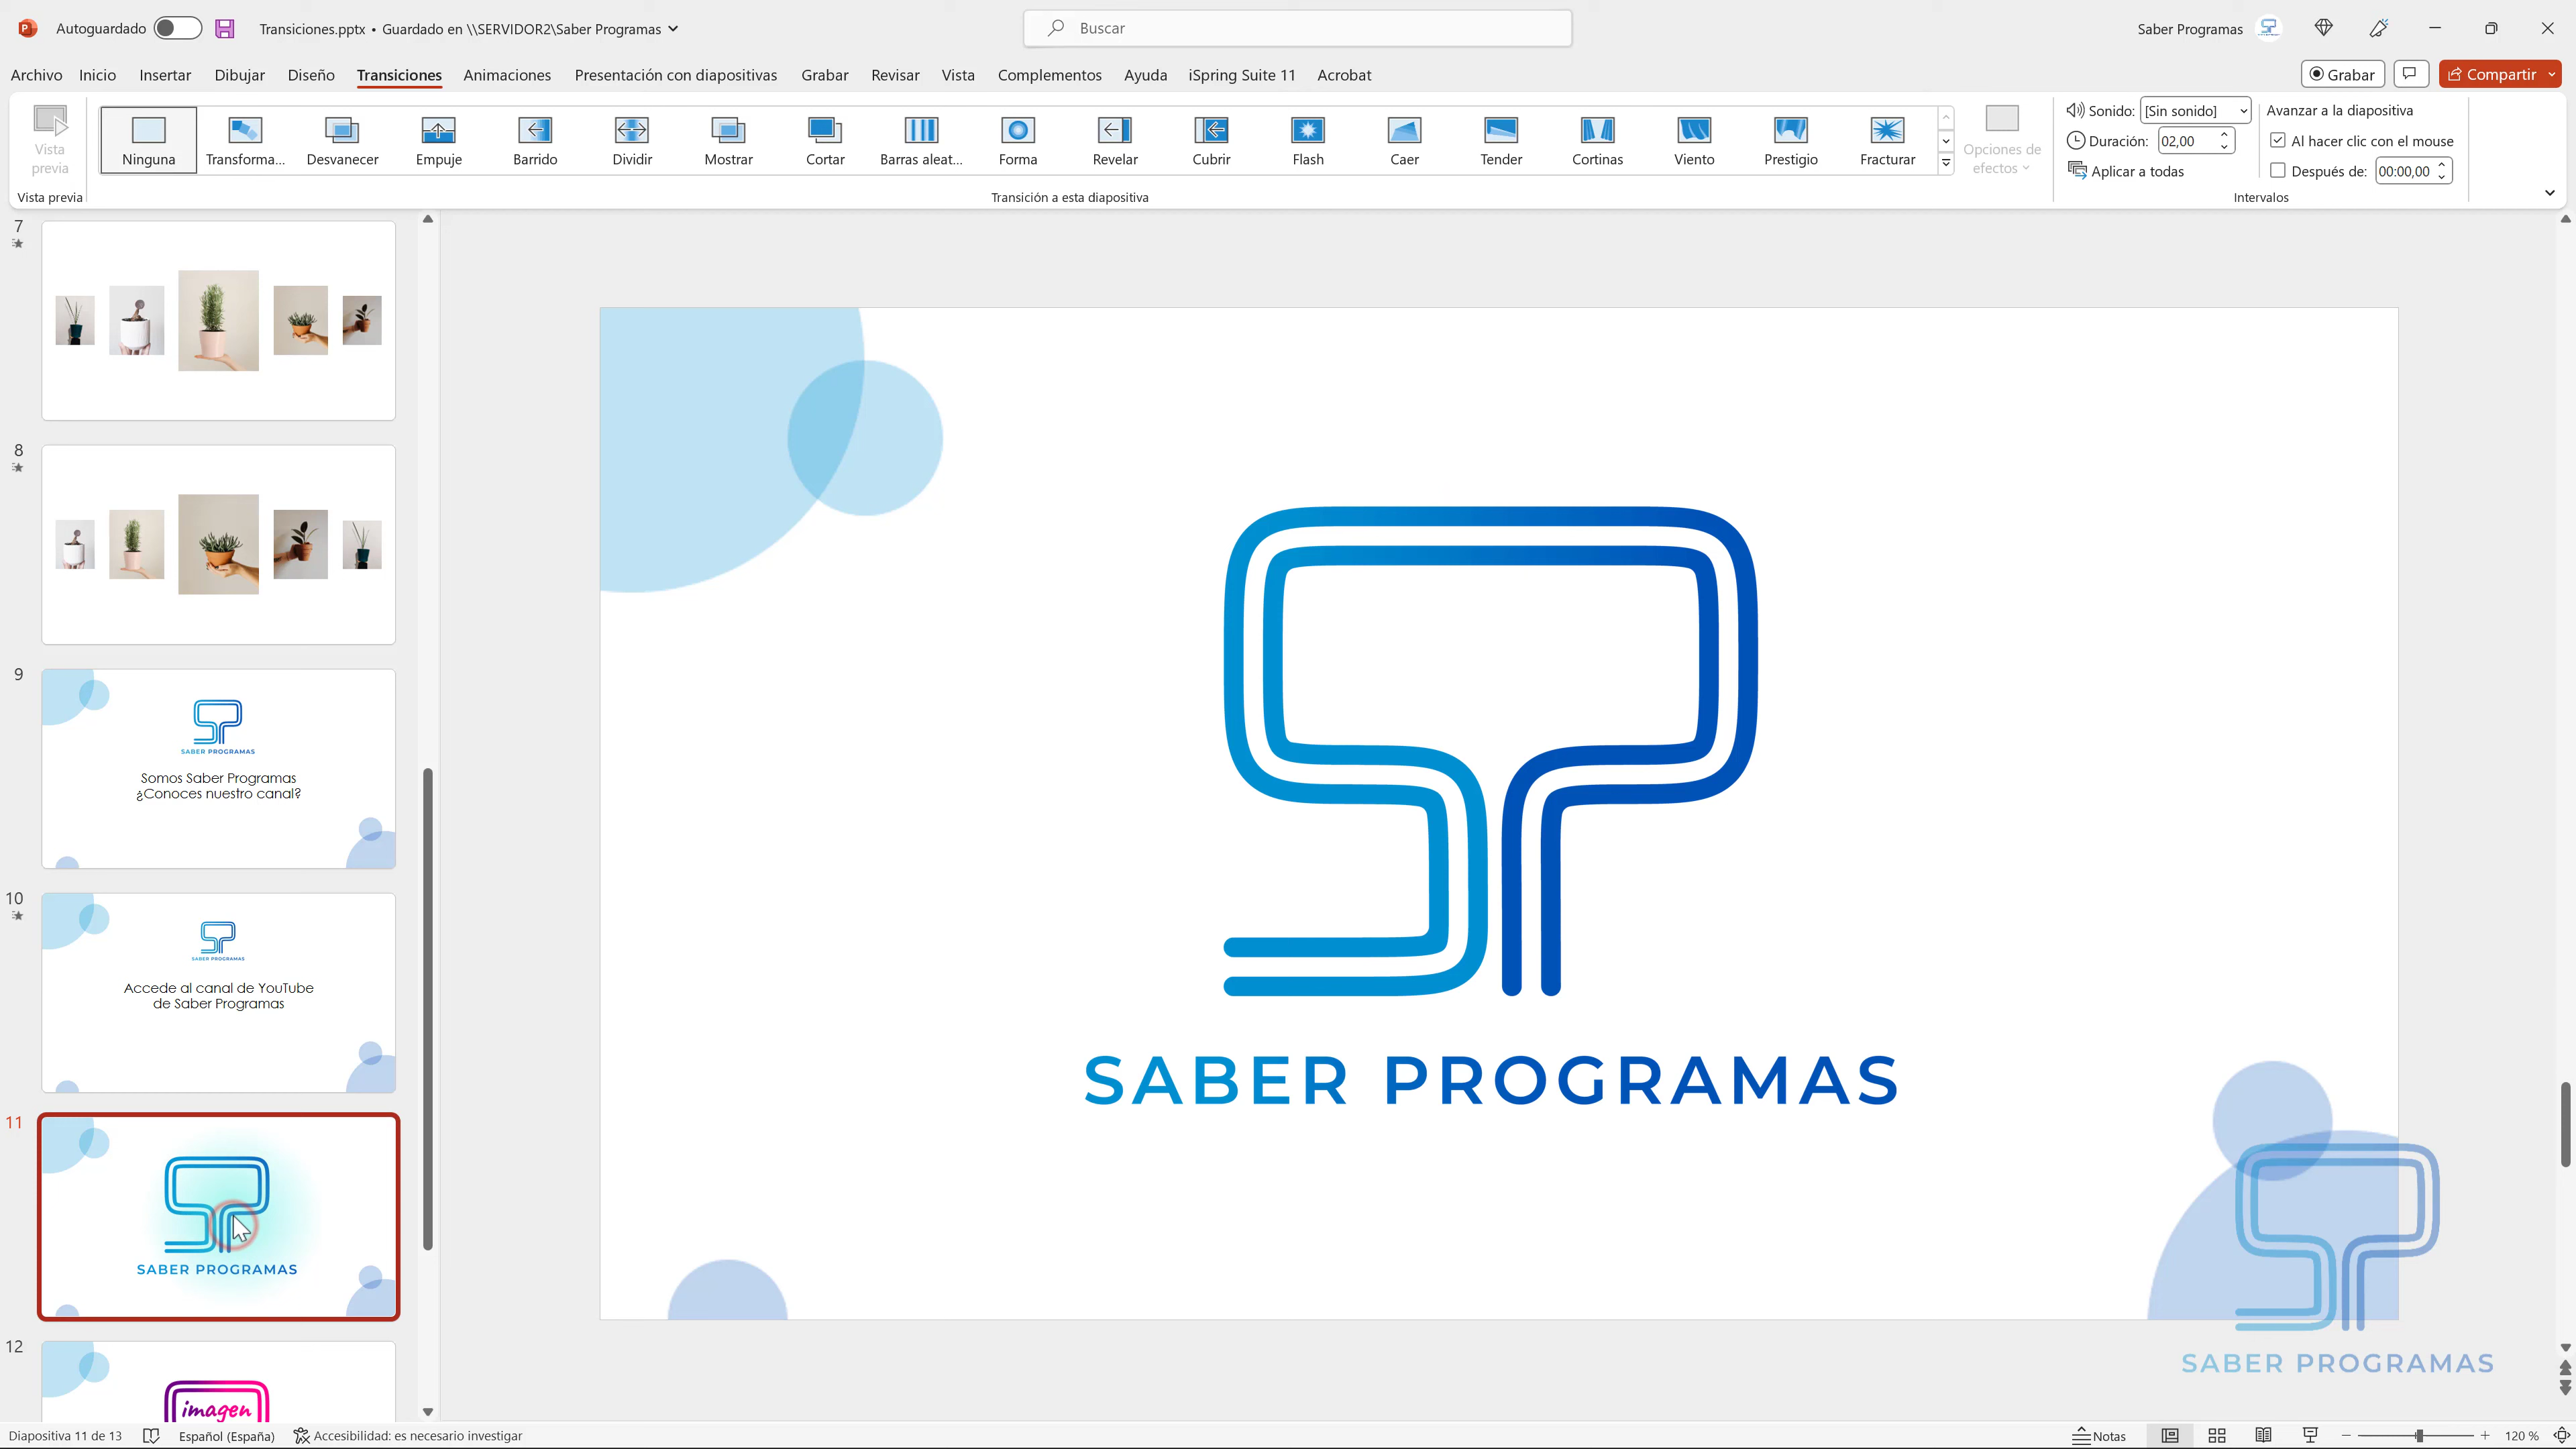 Autoguardado
Transiciones.pptx • Guardado en \\SERVIDOR2\Saber Programas
Buscar
Saber Programas
Archivo Inicio Insertar Dibujar Diseño Transiciones Animaciones Presentación con diapositivas Grabar Revisar Vista Complementos Ayuda iSpring Suite 11 Acrobat
Grabar
Compartir
Vista previa
Vista previa
Ninguna Transforma... Desvanecer Empuje Barrido Dividir Mostrar Cortar Barras aleat... Forma Revelar Cubrir Flash Caer Tender Cortinas Viento Prestigio Fracturar
Opciones de efectos
Transición a esta diapositiva
Sonido: [Sin sonido]
Duración: 02,00
Aplicar a todas
Avanzar a la diapositiva
Al hacer clic con el mouse
Después de: 00:00,00
Intervalos
7
8
9
SABER PROGRAMAS
Somos Saber Programas
¿Conoces nuestro canal?
10
SABER PROGRAMAS
Accede al canal de YouTube
de Saber Programas
11
SABER PROGRAMAS
12
imagen
SABER PROGRAMAS
SABER PROGRAMAS
Diapositiva 11 de 13
Español (España)
Accesibilidad: es necesario investigar
Notas
120 %